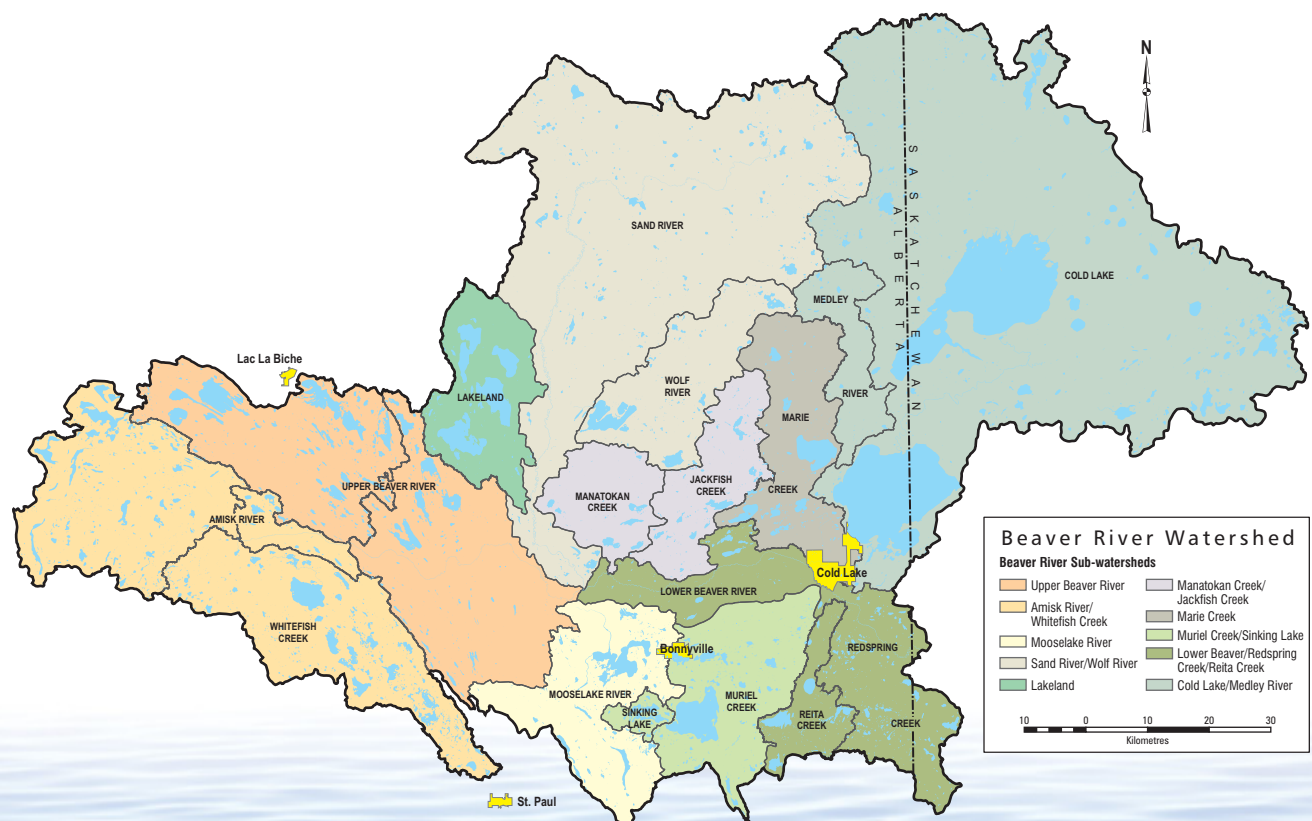 N
SASKATCHEWAN
ALBERTA
SAND RIVER
COLD LAKE
MEDLEY
RIVER
Lac La Biche
LAKELAND
WOLF
RIVER
MARIE
CREEK
UPPER BEAVER RIVER
JACKFISH
CREEK
MANATOKAN
CREEK
AMISK RIVER
Cold Lake
LOWER BEAVER RIVER
WHITEFISH
CREEK
Bonnyville
REDSPRING
CREEK
MOOSELAKE RIVER
MURIEL
CREEK
SINKING
LAKE
REITA
CREEK
St. Paul
Beaver River Watershed
Beaver River Sub-watersheds
Upper Beaver River
Amisk River/
Whitefish Creek
Mooselake River
Sand River/Wolf River
Lakeland
Manatokan Creek/
Jackfish Creek
Marie Creek
Muriel Creek/Sinking Lake
Lower Beaver/Redspring
Creek/Reita Creek
Cold Lake/Medley River
10 0 10 20 30
Kilometres